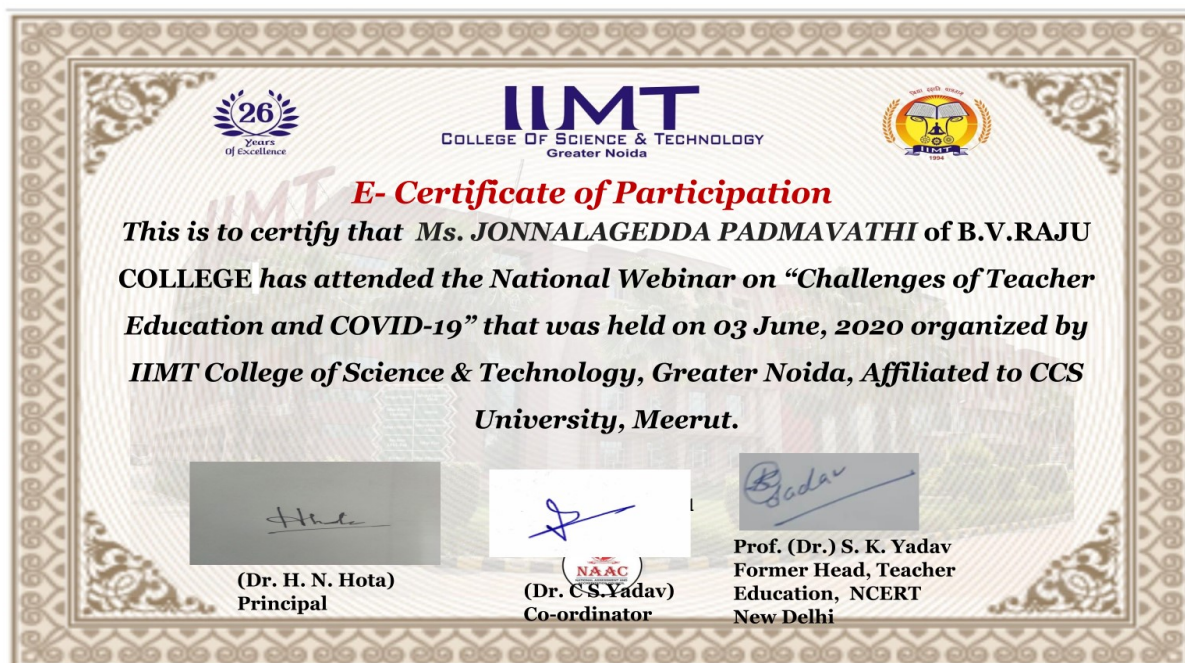 26
Years
Of Excellence
IIMT
COLLEGE OF SCIENCE & TECHNOLOGY
Greater Noida
IIMT
1994
IIMT
E- Certificate of Participation
This is to certify that Ms. JONNALAGEDDA PADMAVATHI of B.V.RAJU
COLLEGE has attended the National Webinar on “Challenges of Teacher
Education and COVID-19” that was held on 03 June, 2020 organized by
IIMT College of Science & Technology, Greater Noida, Affiliated to CCS
University, Meerut.
Yadav
NAAC
(Dr. H. N. Hota)
Principal
(Dr. C S.Yadav)
Co-ordinator
Prof. (Dr.) S. K. Yadav
Former Head, Teacher
Education, NCERT
New Delhi